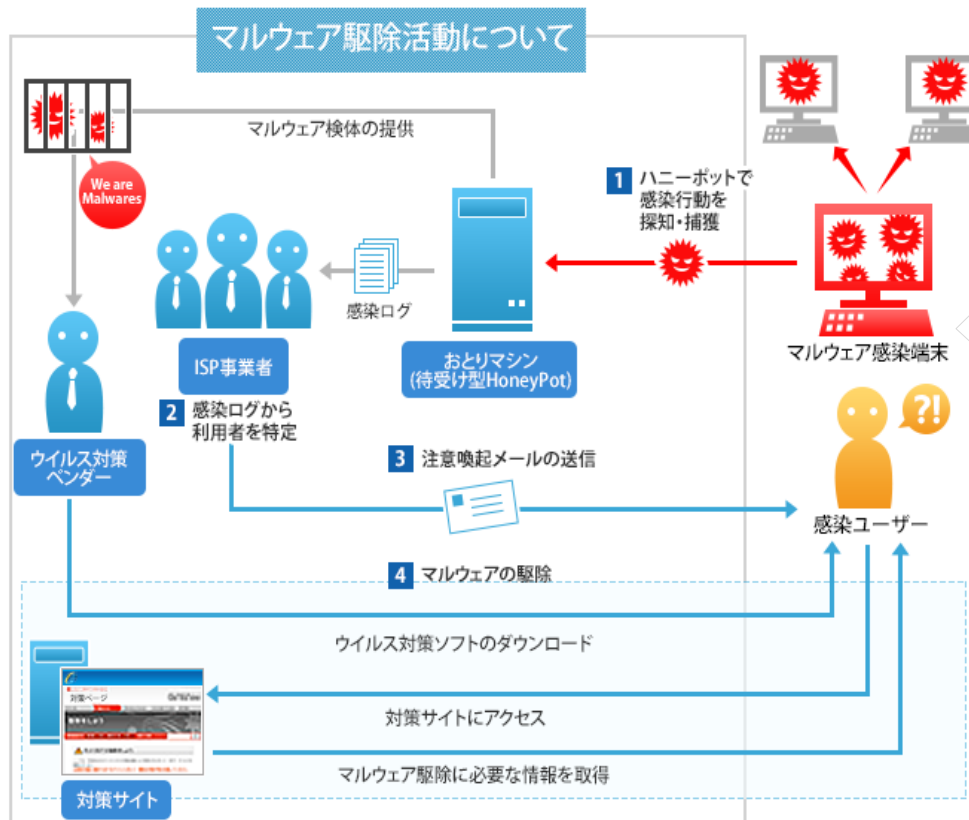 マルウェア駆除活動について
マルウェア検体の提供
We are
Malwares
1 ハニーポットで
感染行動を
探知・捕獲
感染ログ
マルウェア感染端末
ISP事業者
おとりマシン
(待受け型HoneyPot)
2 感染ログから
利用者を特定
?!
ウイルス対策
ベンダー
3 注意喚起メールの送信
感染ユーザー
4 マルウェアの駆除
ウイルス対策ソフトのダウンロード
対策ページ
対策サイトにアクセス
マルウェア駆除に必要な情報を取得
対策サイト